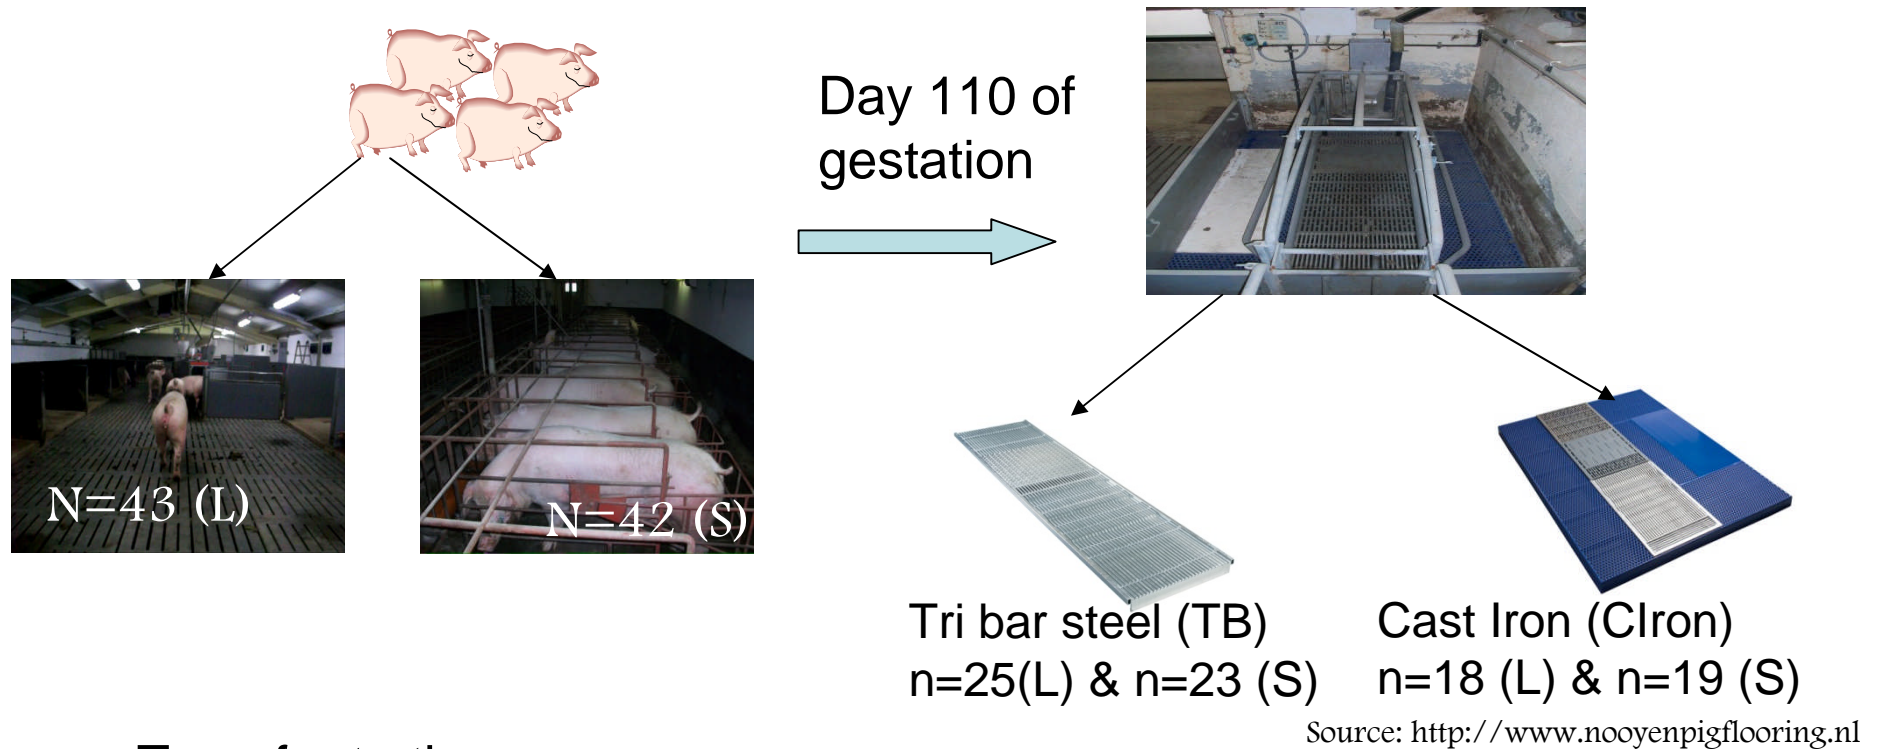 Day 110 of
gestation
N=43 (L)
N=42 (S)
Tri bar steel (TB)
n=25(L) & n=23 (S)
Cast Iron (CIron)
n=18 (L) & n=19 (S)
Source: http://www.nooyenpigflooring.nl